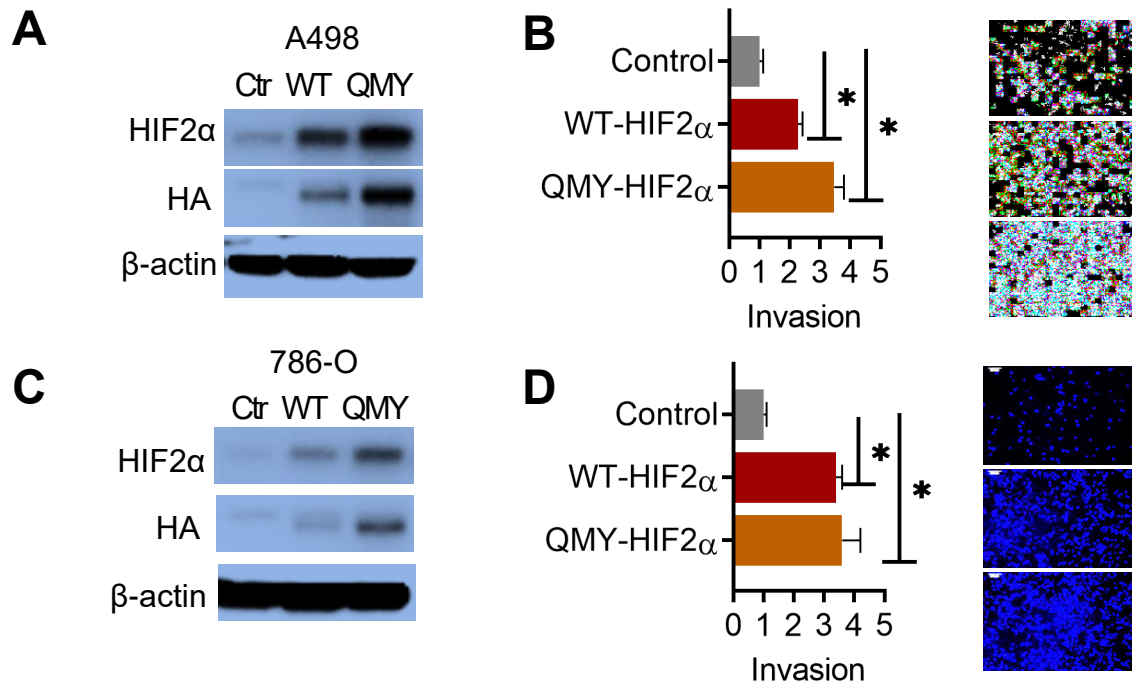 A
A498
Ctr WT QMY
HIF2α
HA
β-actin
B
Control
WT-HIF2α
QMY-HIF2α
*
*
0 1 2 3 4 5
Invasion
C
786-O
Ctr WT QMY
HIF2α
HA
β-actin
D
Control
WT-HIF2α
QMY-HIF2α
*
*
0 1 2 3 4 5
Invasion